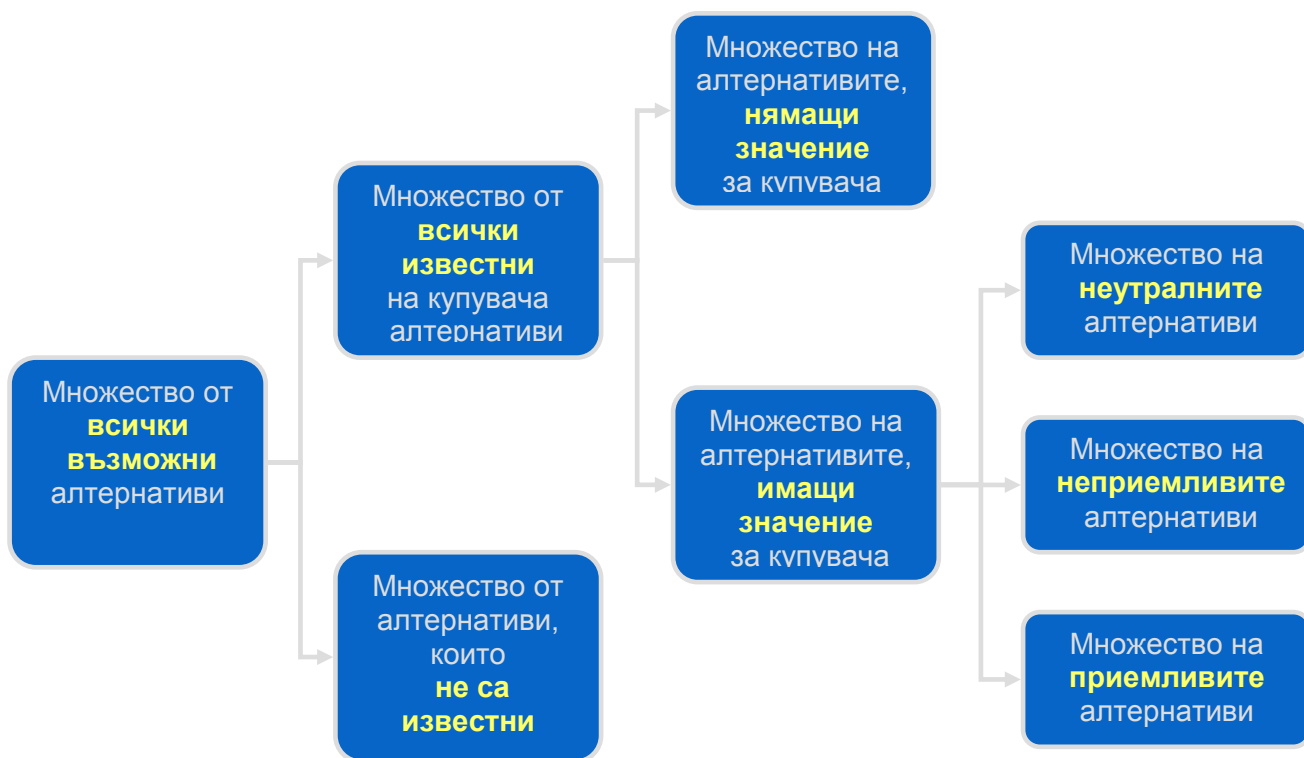 Множество от
всички
възможни
алтернативи
Множество от
всички
известни
на купувача
алтернативи
Множество от
алтернативи,
които
не са
известни
Множество на
алтернативите,
нямащи
значение
за купувача
Множество на
алтернативите,
имащи
значение
за купувача
Множество на
неутралните
алтернативи
Множество на
неприемливите
алтернативи
Множество на
приемливите
алтернативи